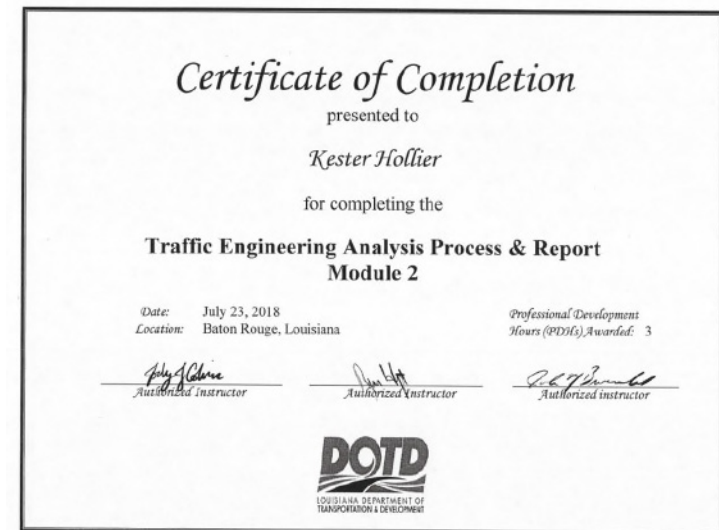 Certificate of Completion
presented to
Kester Hollier
for completing the
Traffic Engineering Analysis Process & Report
Module 2
Date: July 23, 2018
Location: Baton Rouge, Louisiana
Professional Development
Hours (PDHs) Awarded: 3
Authorized Instructor
Authorized Instructor
Authorized instructor
DOTD
LOUISIANA DEPARTMENT OF
TRANSPORTATION & DEVELOPMENT